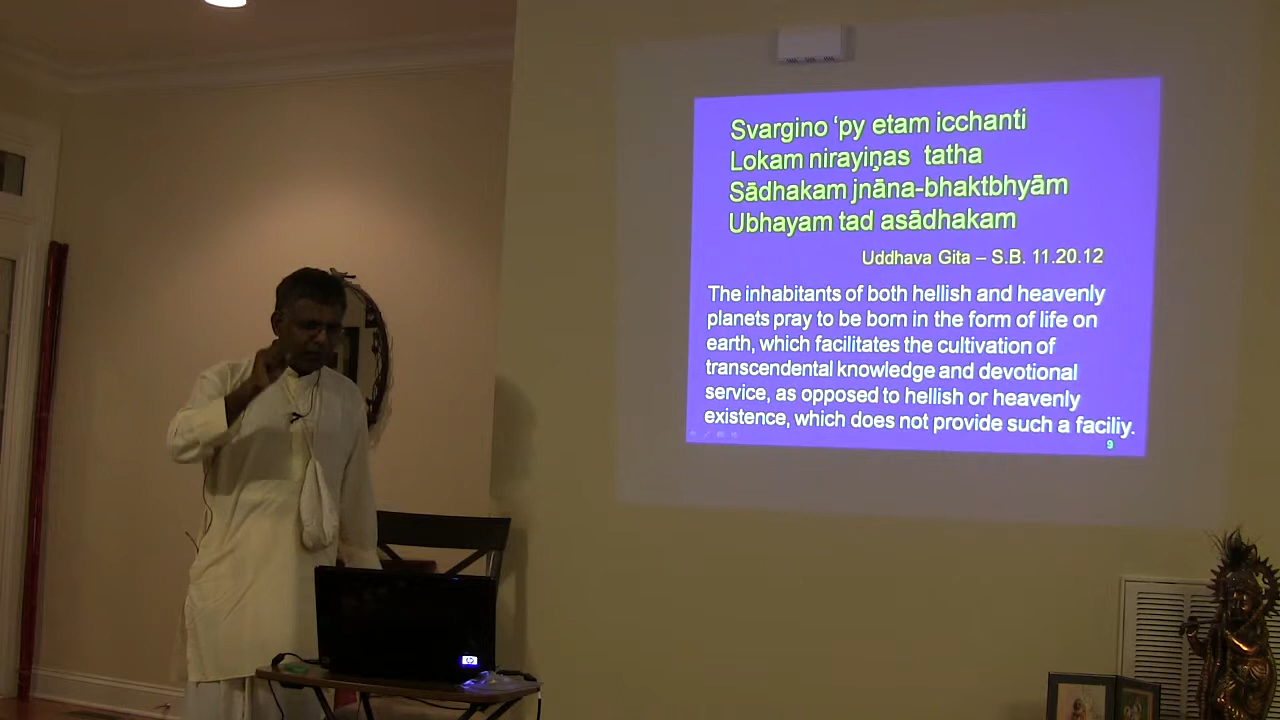 Svargino ‘py etam icchanti
Lokam nirayiņas tatha
Sādhakam jnāna-bhaktbhyām
Ubhayam tad asādhakam
Uddhava Gita – S.B. 11.20.12
The inhabitants of both hellish and heavenly
planets pray to be born in the form of life on
earth, which facilitates the cultivation of
transcendental knowledge and devotional
service, as opposed to hellish or heavenly
existence, which does not provide such a faciliy.
9
hp